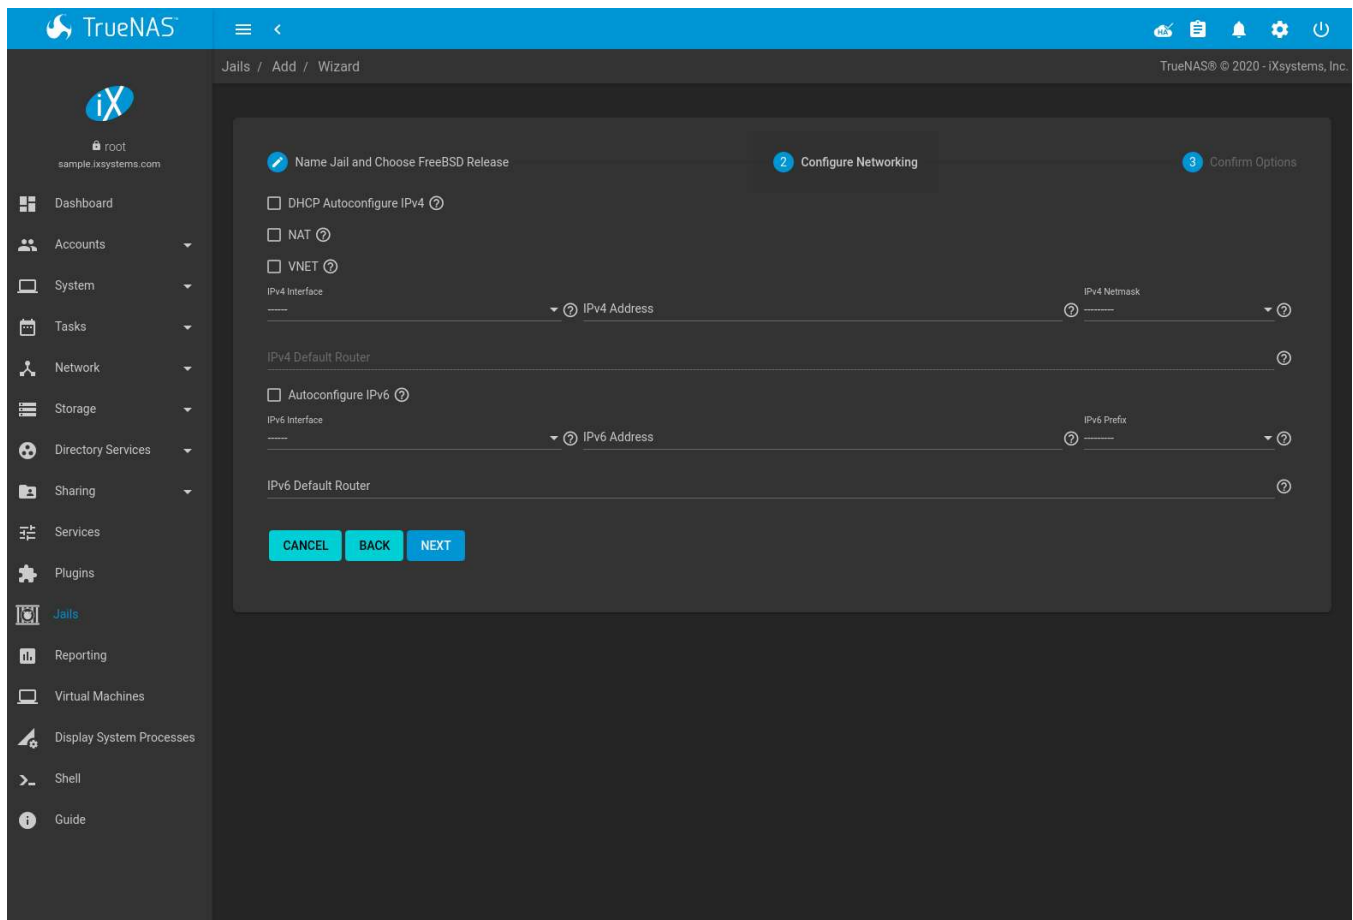 TrueNAS
HA
Jails / Add / Wizard
TrueNAS® © 2020 - iXsystems, Inc.
iX
root
sample.ixsystems.com
Dashboard
Accounts
System
Tasks
Network
Storage
Directory Services
Sharing
Services
Plugins
Jails
Reporting
Virtual Machines
Display System Processes
Shell
Guide
Name Jail and Choose FreeBSD Release
2 Configure Networking
3 Confirm Options
DHCP Autoconfigure IPv4 ?
NAT ?
VNET ?
IPv4 Interface
------
? IPv4 Address
?
IPv4 Netmask
---------
?
IPv4 Default Router ?
Autoconfigure IPv6 ?
IPv6 Interface
------
? IPv6 Address
?
IPv6 Prefix
---------
?
IPv6 Default Router ?
CANCEL BACK NEXT